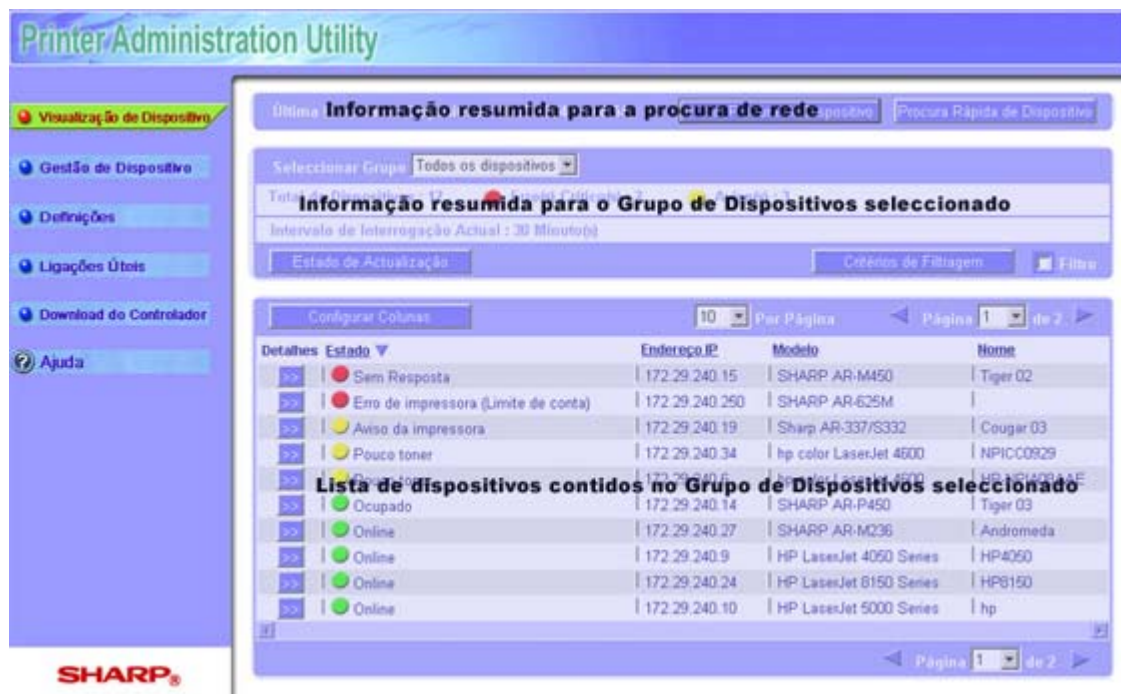 Printer Administration Utility
Visualização de Dispositivo
Gestão de Dispositivo
Definições
Ligações Úteis
Download do Controlador
Ajuda
SHARP®
Última
Informação resumida para a procura de rede
Procura Rápida de Dispositivo
Seleccionar Grupo Todos os dispositivos
Informação resumida para o Grupo de Dispositivos seleccionado
Intervalo de Interrogação Actual : 30 Minuto(s)
Estado de Actualização Critérios de Filtragem Filtro
Configurar Colunas 10 Por Página Página 1 de 2
Detalhes Estado Endereço IP Modelo Nome
>> Sem Resposta 172.29.240.15 SHARP AR-M450 Tiger 02
>> Erro de impressora (Limite de conta) 172.29.240.250 SHARP AR-625M
>> Aviso da impressora 172.29.240.19 Sharp AR-337/S332 Cougar 03
>> Pouco toner 172.29.240.34 hp color LaserJet 4600 NPICC0929
Lista de dispositivos contidos no Grupo de Dispositivos seleccionado
>> Ocupado 172.29.240.14 SHARP AR-P450 Tiger 03
>> Online 172.29.240.27 SHARP AR-M236 Andromeda
>> Online 172.29.240.9 HP LaserJet 4050 Series HP4050
>> Online 172.29.240.24 HP LaserJet 8150 Series HP8150
>> Online 172.29.240.10 HP LaserJet 5000 Series hp
Página 1 de 2